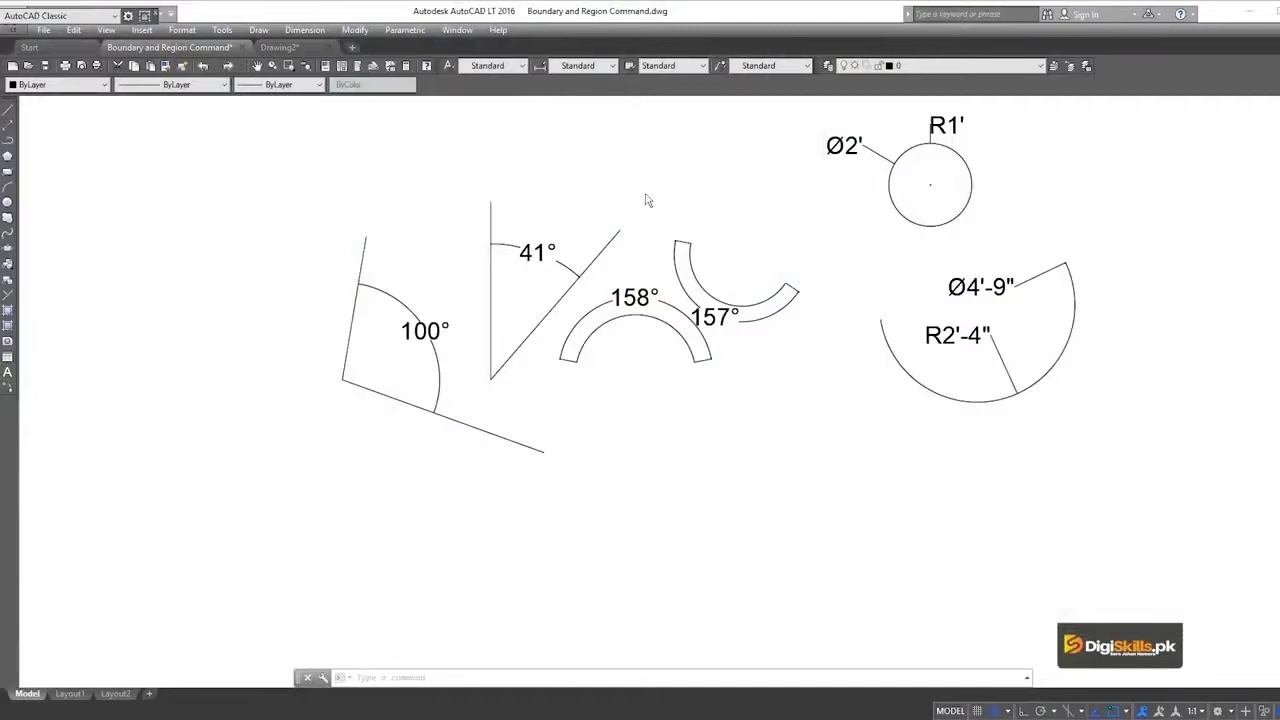 AutoCAD Classic
Autodesk AutoCAD LT 2016 Boundary and Region Command.dwg
Type a keyword or phrase
Sign In
File Edit View Insert Format Tools Draw Dimension Modify Parametric Window Help
Start Boundary and Region Command* Drawing2*
Standard Standard Standard Standard 0
ByLayer ByLayer ByLayer ByColor
R1'
Ø2'
41°
Ø4'-9"
158°
157°
100°
R2'-4"
DigiSkills.pk
Type a command
Model Layout1 Layout2
MODEL 1:1